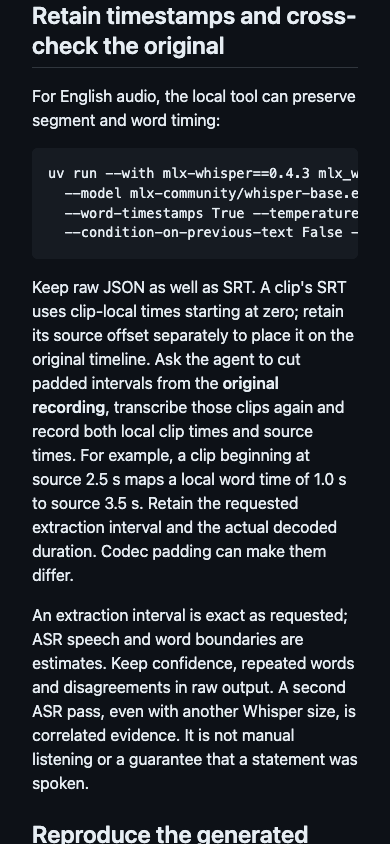 Retain timestamps and cross-
check the original
For English audio, the local tool can preserve
segment and word timing:
uv run --with mlx-whisper==0.4.3 mlx_w
--model mlx-community/whisper-base.e
--word-timestamps True --temperature
--condition-on-previous-text False -
Keep raw JSON as well as SRT. A clip's SRT
uses clip-local times starting at zero; retain
its source offset separately to place it on the
original timeline. Ask the agent to cut
padded intervals from the original
recording, transcribe those clips again and
record both local clip times and source
times. For example, a clip beginning at
source 2.5 s maps a local word time of 1.0 s
to source 3.5 s. Retain the requested
extraction interval and the actual decoded
duration. Codec padding can make them
differ.
An extraction interval is exact as requested;
ASR speech and word boundaries are
estimates. Keep confidence, repeated words
and disagreements in raw output. A second
ASR pass, even with another Whisper size, is
correlated evidence. It is not manual
listening or a guarantee that a statement was
spoken.
Reproduce the generated